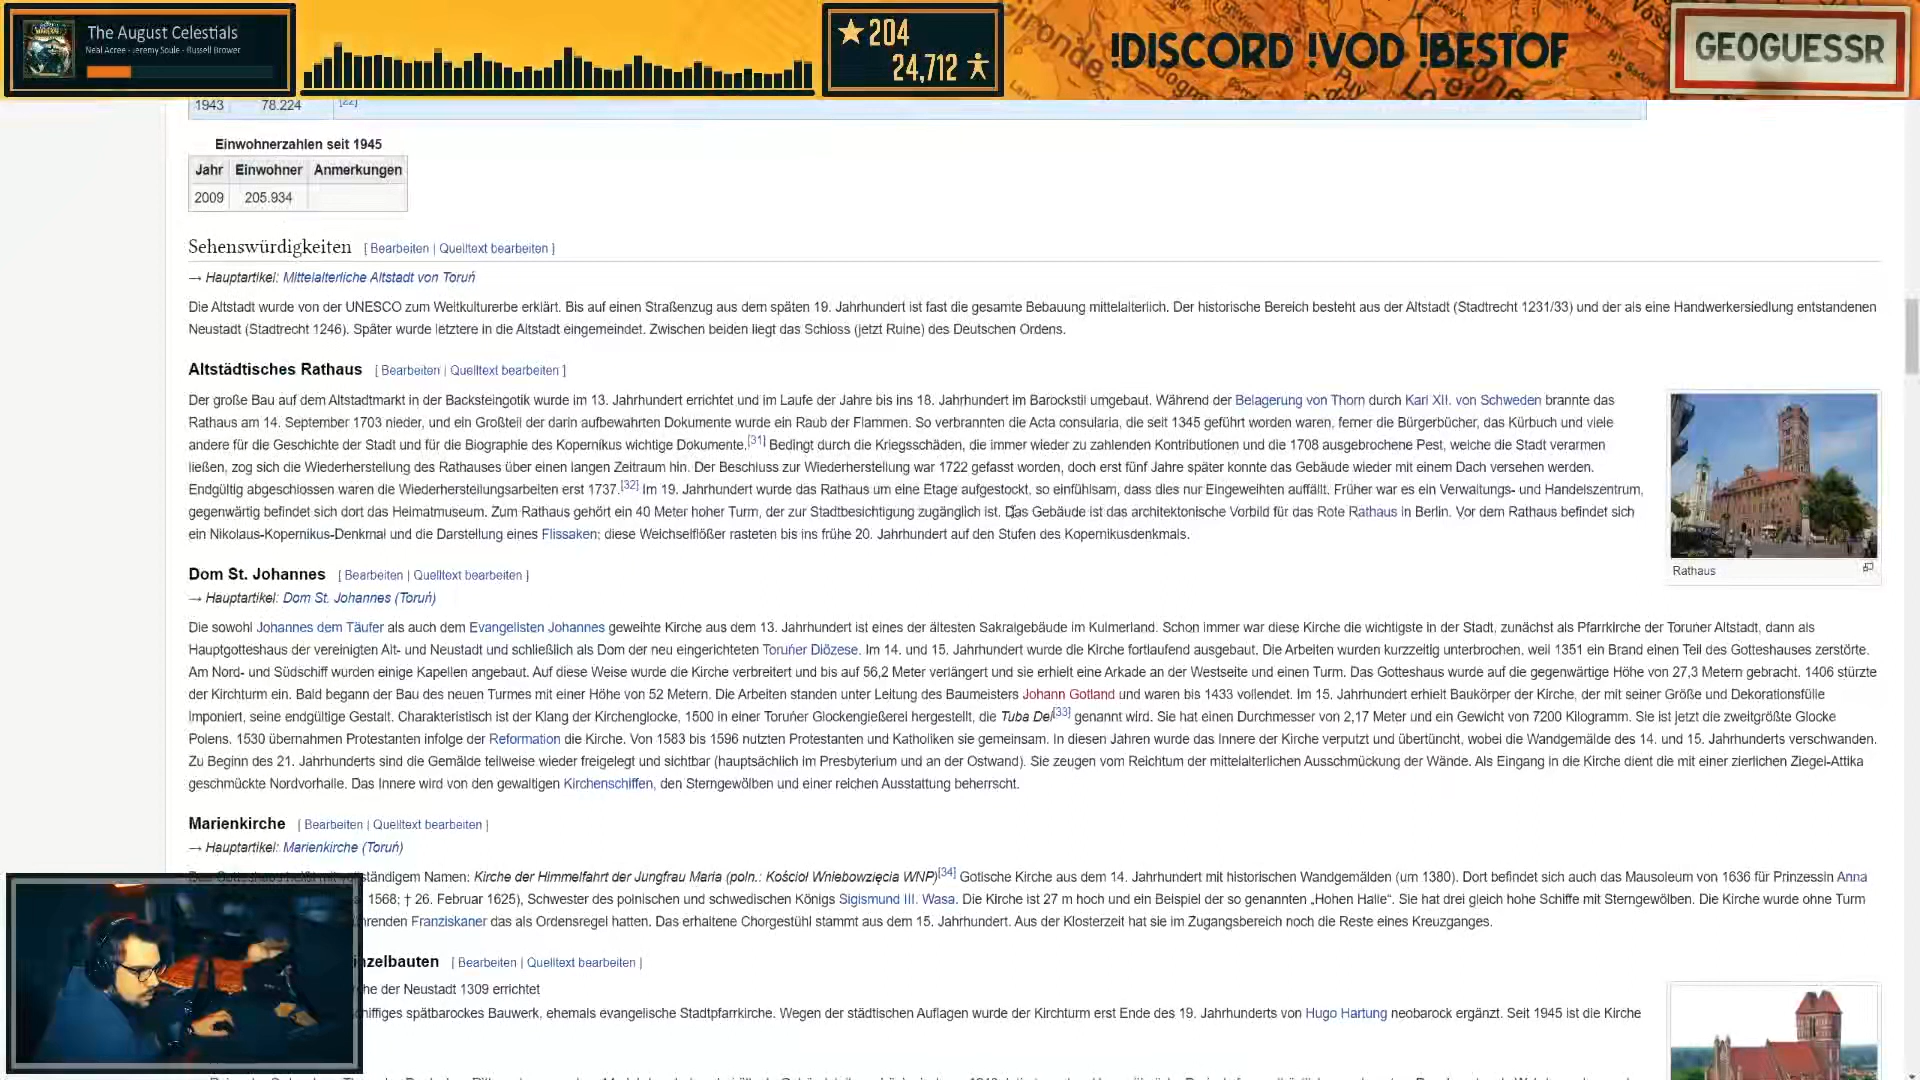 The August Celestials
Neal Acree - Jeremy Soule - Russell Brower
204
24,712
!DISCORD !VOD !BESTOF
GEOGUESSR
1943 78.224 [22]
Einwohnerzahlen seit 1945
Jahr Einwohner Anmerkungen
2009 205.934
Sehenswürdigkeiten [ Bearbeiten | Quelltext bearbeiten ]
→ Hauptartikel: Mittelalterliche Altstadt von Toruń
Die Altstadt wurde von der UNESCO zum Weltkulturerbe erklärt. Bis auf einen Straßenzug aus dem späten 19. Jahrhundert ist fast die gesamte Bebauung mittelalterlich. Der historische Bereich besteht aus der Altstadt (Stadtrecht 1231/33) und der als eine Handwerkersiedlung entstandenen
Neustadt (Stadtrecht 1246). Später wurde letztere in die Altstadt eingemeindet. Zwischen beiden liegt das Schloss (jetzt Ruine) des Deutschen Ordens.
Altstädtisches Rathaus [ Bearbeiten | Quelltext bearbeiten ]
Der große Bau auf dem Altstadtmarkt in der Backsteingotik wurde im 13. Jahrhundert errichtet und im Laufe der Jahre bis ins 18. Jahrhundert im Barockstil umgebaut. Während der Belagerung von Thorn durch Karl XII. von Schweden brannte das
Rathaus am 14. September 1703 nieder, und ein Großteil der darin aufbewahrten Dokumente wurde ein Raub der Flammen. So verbrannten die Acta consularia, die seit 1345 geführt worden waren, ferner die Bürgerbücher, das Kürbuch und viele
andere für die Geschichte der Stadt und für die Biographie des Kopernikus wichtige Dokumente.[31] Bedingt durch die Kriegsschäden, die immer wieder zu zahlenden Kontributionen und die 1708 ausgebrochene Pest, welche die Stadt verarmen
ließen, zog sich die Wiederherstellung des Rathauses über einen langen Zeitraum hin. Der Beschluss zur Wiederherstellung war 1722 gefasst worden, doch erst fünf Jahre später konnte das Gebäude wieder mit einem Dach versehen werden.
Endgültig abgeschlossen waren die Wiederherstellungsarbeiten erst 1737.[32] Im 19. Jahrhundert wurde das Rathaus um eine Etage aufgestockt, so einfühlsam, dass dies nur Eingeweihten auffällt. Früher war es ein Verwaltungs- und Handelszentrum,
gegenwärtig befindet sich dort das Heimatmuseum. Zum Rathaus gehört ein 40 Meter hoher Turm, der zur Stadtbesichtigung zugänglich ist. Das Gebäude ist das architektonische Vorbild für das Rote Rathaus in Berlin. Vor dem Rathaus befindet sich
ein Nikolaus-Kopernikus-Denkmal und die Darstellung eines Flissaken; diese Weichselflößer rasteten bis ins frühe 20. Jahrhundert auf den Stufen des Kopernikusdenkmals.
Rathaus
Dom St. Johannes [ Bearbeiten | Quelltext bearbeiten ]
→ Hauptartikel: Dom St. Johannes (Toruń)
Die sowohl Johannes dem Täufer als auch dem Evangelisten Johannes geweihte Kirche aus dem 13. Jahrhundert ist eines der ältesten Sakralgebäude im Kulmerland. Schon immer war diese Kirche die wichtigste in der Stadt, zunächst als Pfarrkirche der Toruńer Altstadt, dann als
Hauptgotteshaus der vereinigten Alt- und Neustadt und schließlich als Dom der neu eingerichteten Toruńer Diözese. Im 14. und 15. Jahrhundert wurde die Kirche fortlaufend ausgebaut. Die Arbeiten wurden kurzzeitig unterbrochen, weil 1351 ein Brand einen Teil des Gotteshauses zerstörte.
Am Nord- und Südschiff wurden einige Kapellen angebaut. Auf diese Weise wurde die Kirche verbreitert und bis auf 56,2 Meter verlängert und sie erhielt eine Arkade an der Westseite und einen Turm. Das Gotteshaus wurde auf die gegenwärtige Höhe von 27,3 Metern gebracht. 1406 stürzte
der Kirchturm ein. Bald begann der Bau des neuen Turmes mit einer Höhe von 52 Metern. Die Arbeiten standen unter Leitung des Baumeisters Johann Gotland und waren bis 1433 vollendet. Im 15. Jahrhundert erhielt Baukörper der Kirche, der mit seiner Größe und Dekorationsfülle
imponiert, seine endgültige Gestalt. Charakteristisch ist der Klang der Kirchenglocke, 1500 in einer Toruńer Glockengießerei hergestellt, die Tuba Dei[33] genannt wird. Sie hat einen Durchmesser von 2,17 Meter und ein Gewicht von 7200 Kilogramm. Sie ist jetzt die zweitgrößte Glocke
Polens. 1530 übernahmen Protestanten infolge der Reformation die Kirche. Von 1583 bis 1596 nutzten Protestanten und Katholiken sie gemeinsam. In diesen Jahren wurde das Innere der Kirche verputzt und übertüncht, wobei die Wandgemälde des 14. und 15. Jahrhunderts verschwanden.
Zu Beginn des 21. Jahrhunderts sind die Gemälde teilweise wieder freigelegt und sichtbar (hauptsächlich im Presbyterium und an der Ostwand). Sie zeugen vom Reichtum der mittelalterlichen Ausschmückung der Wände. Als Eingang in die Kirche dient die mit einer zierlichen Ziegel-Attika
geschmückte Nordvorhalle. Das Innere wird von den gewaltigen Kirchenschiffen, den Sterngewölben und einer reichen Ausstattung beherrscht.
Marienkirche [ Bearbeiten | Quelltext bearbeiten ]
→ Hauptartikel: Marienkirche (Toruń)
ständigem Namen: Kirche der Himmelfahrt der Jungfrau Maria (poln.: Kościoł Wniebowzięcia WNP)[34] Gotische Kirche aus dem 14. Jahrhundert mit historischen Wandgemälden (um 1380). Dort befindet sich auch das Mausoleum von 1636 für Prinzessin Anna
1568; † 26. Februar 1625), Schwester des polnischen und schwedischen Königs Sigismund III. Wasa. Die Kirche ist 27 m hoch und ein Beispiel der so genannten „Hohen Halle“. Sie hat drei gleich hohe Schiffe mit Sterngewölben. Die Kirche wurde ohne Turm
hrenden Franziskaner das als Ordensregel hatten. Das erhaltene Chorgestühl stammt aus dem 15. Jahrhundert. Aus der Klosterzeit hat sie im Zugangsbereich noch die Reste eines Kreuzganges.
inzelbauten [ Bearbeiten | Quelltext bearbeiten ]
he der Neustadt 1309 errichtet
chiffiges spätbarockes Bauwerk, ehemals evangelische Stadtpfarrkirche. Wegen der städtischen Auflagen wurde der Kirchturm erst Ende des 19. Jahrhunderts von Hugo Hartung neobarock ergänzt. Seit 1945 ist die Kirche